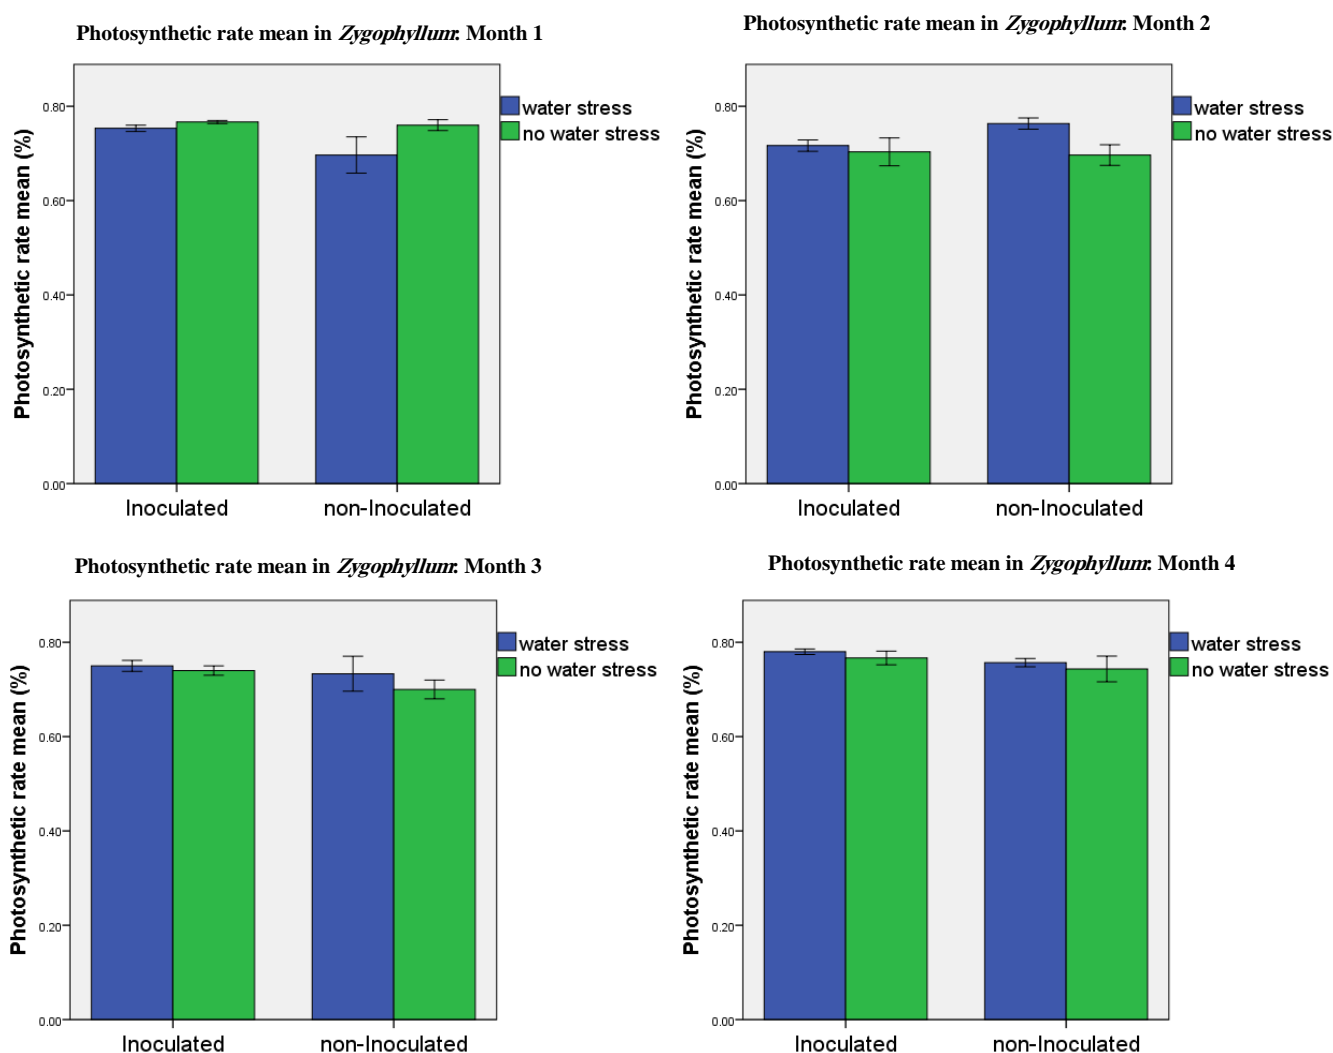 Photosynthetic rate mean in Zygophyllum: Month 1
Photosynthetic rate mean (%)
0.80
0.60
0.40
0.20
0.00
Inoculated
non-Inoculated
water stress
no water stress
Photosynthetic rate mean in Zygophyllum: Month 2
Photosynthetic rate mean (%)
0.80
0.60
0.40
0.20
0.00
Inoculated
non-Inoculated
water stress
no water stress
Photosynthetic rate mean in Zygophyllum: Month 3
Photosynthetic rate mean (%)
0.80
0.60
0.40
0.20
0.00
Inoculated
non-Inoculated
water stress
no water stress
Photosynthetic rate mean in Zygophyllum: Month 4
Photosynthetic rate mean (%)
0.80
0.60
0.40
0.20
0.00
Inoculated
non-Inoculated
water stress
no water stress